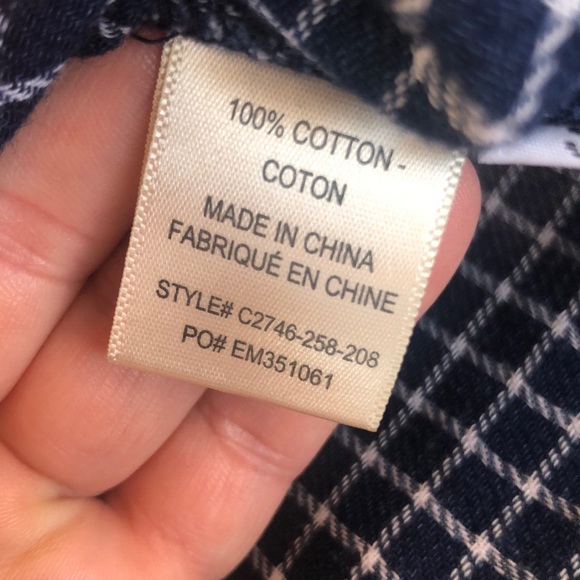 100% COTTON -
COTON
MADE IN CHINA
FABRIQUÉ EN CHINE
STYLE# C2746-258-208
PO# EM351061